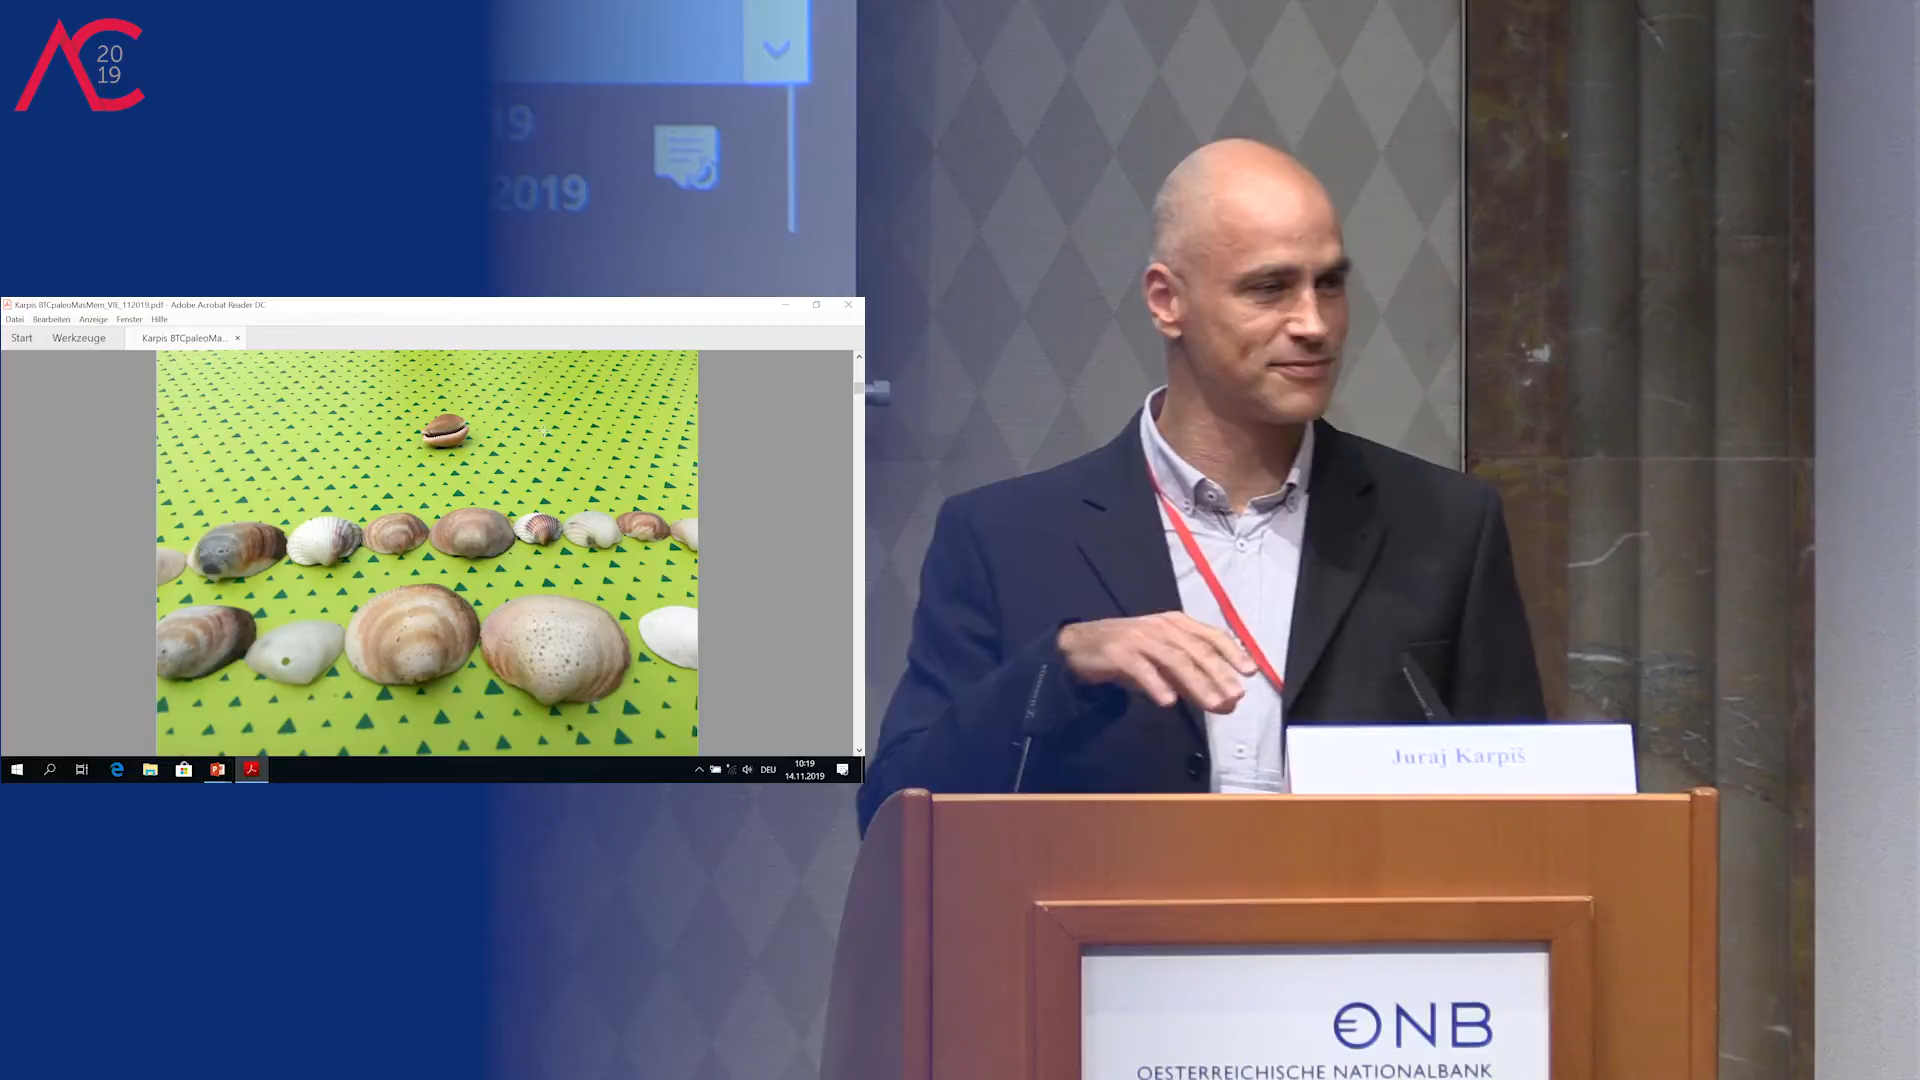 20
19
19
2019
Karpis BTCpaleoMasMem_VIE_112019.pdf - Adobe Acrobat Reader DC
Datei Bearbeiten Anzeige Fenster Hilfe
Start Werkzeuge Karpis BTCpaleoMa...
DEU
10:19
14.11.2019
Juraj Karpiš
ONB
OESTERREICHISCHE NATIONALBANK